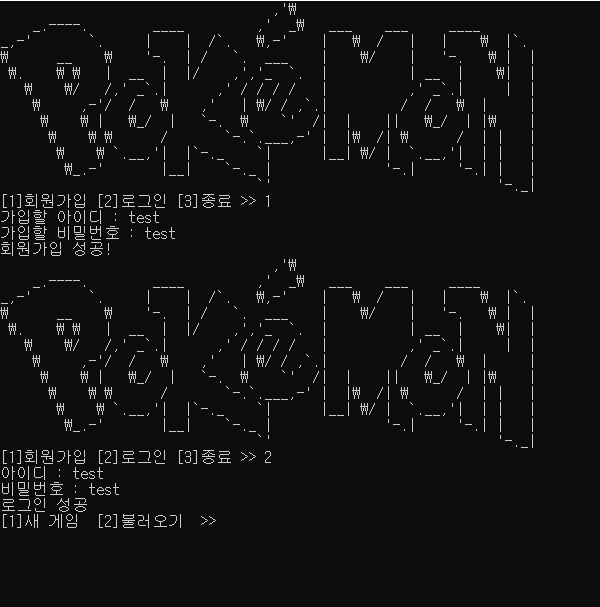 POKéMON
[1]회원가입 [2]로그인 [3]종료 >> 1
가입할 아이디 : test
가입할 비밀번호 : test
회원가입 성공!
POKéMON
[1]회원가입 [2]로그인 [3]종료 >> 2
아이디 : test
비밀번호 : test
로그인 성공
[1]새 게임  [2]불러오기  >>